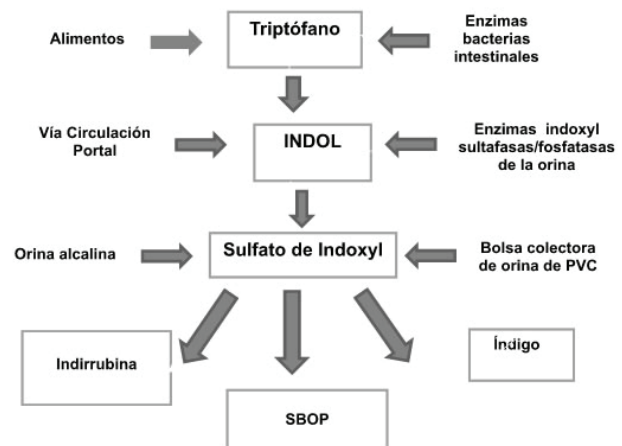 Alimentos
Triptófano
Enzimas
bacterias
intestinales
Vía Circulación
Portal
INDOL
Enzimas indoxyl
sultafasas/fosfatasas
de la orina
Orina alcalina
Sulfato de Indoxyl
Bolsa colectora
de orina de PVC
Indirrubina
SBOP
Índigo